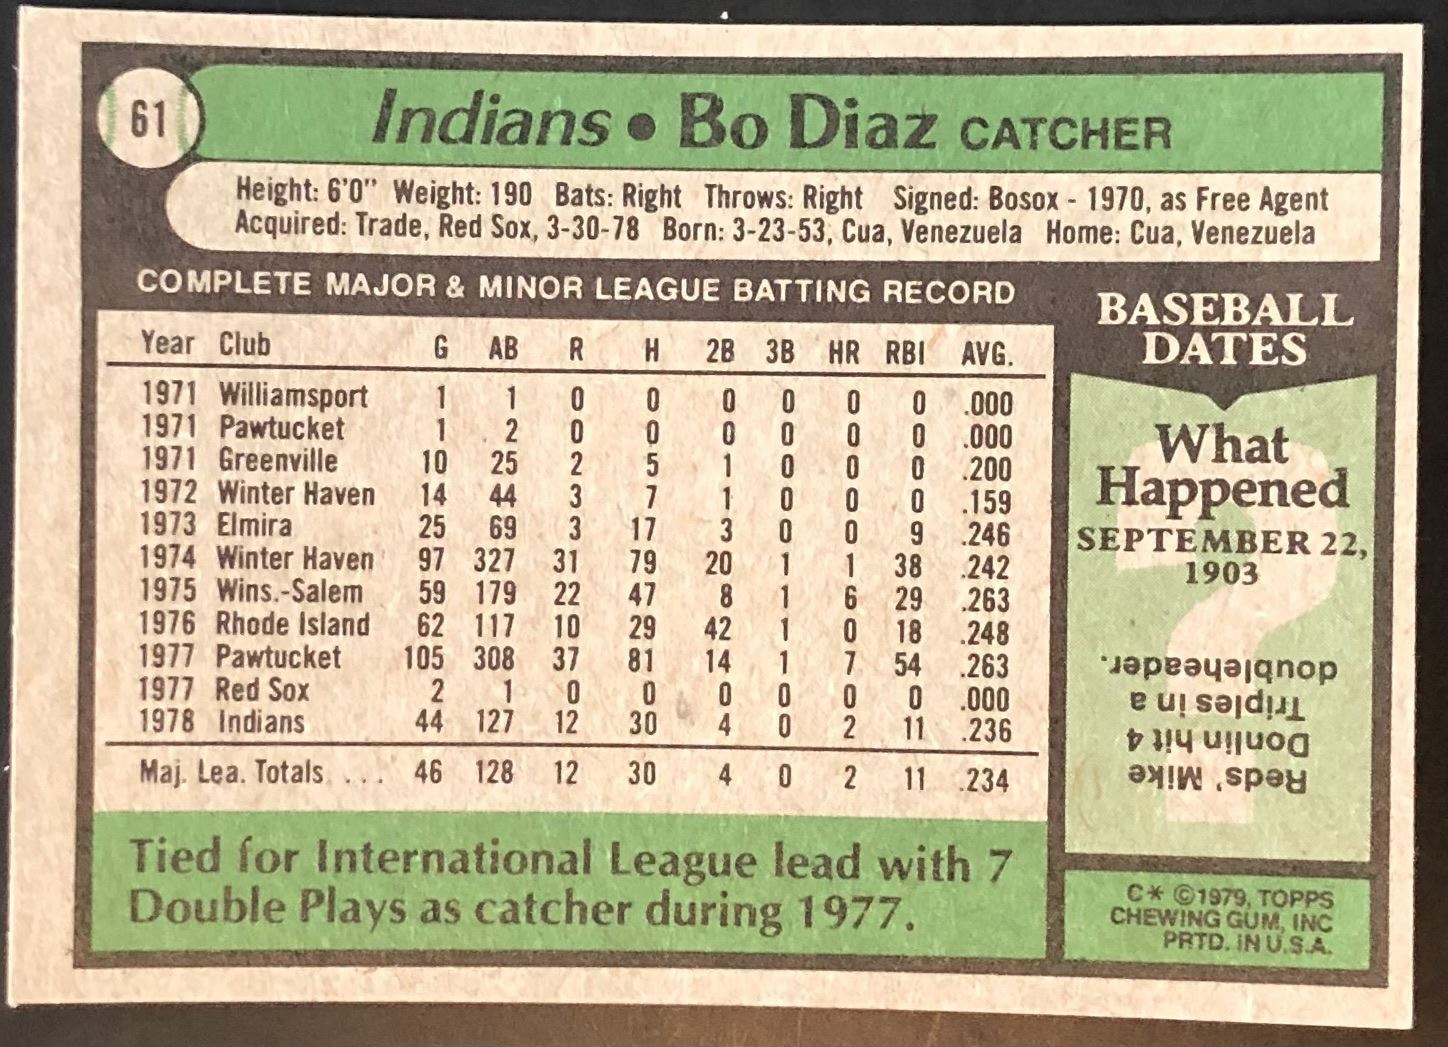 61
Indians • Bo Diaz CATCHER
Height: 6'0" Weight: 190 Bats: Right Throws: Right Signed: Bosox - 1970, as Free Agent
Acquired: Trade, Red Sox, 3-30-78 Born: 3-23-53, Cua, Venezuela Home: Cua, Venezuela
COMPLETE MAJOR & MINOR LEAGUE BATTING RECORD
Year Club G AB R H 2B 3B HR RBI AVG.
1971 Williamsport 1 1 0 0 0 0 0 0 .000
1971 Pawtucket 1 2 0 0 0 0 0 0 .000
1971 Greenville 10 25 2 5 1 0 0 0 .200
1972 Winter Haven 14 44 3 7 1 0 0 0 .159
1973 Elmira 25 69 3 17 3 0 0 9 .246
1974 Winter Haven 97 327 31 79 20 1 1 38 .242
1975 Wins.-Salem 59 179 22 47 8 1 6 29 .263
1976 Rhode Island 62 117 10 29 42 1 0 18 .248
1977 Pawtucket 105 308 37 81 14 1 7 54 .263
1977 Red Sox 2 1 0 0 0 0 0 0 .000
1978 Indians 44 127 12 30 4 0 2 11 .236
Maj. Lea. Totals .... 46 128 12 30 4 0 2 11 .234
Tied for International League lead with 7
Double Plays as catcher during 1977.
BASEBALL
DATES
What
Happened
SEPTEMBER 22,
1903
Reds' Mike
Donlin hit 4
Triples in a
doubleheader.
C* ©1979, TOPPS
CHEWING GUM, INC
PRTD. IN U.S.A.